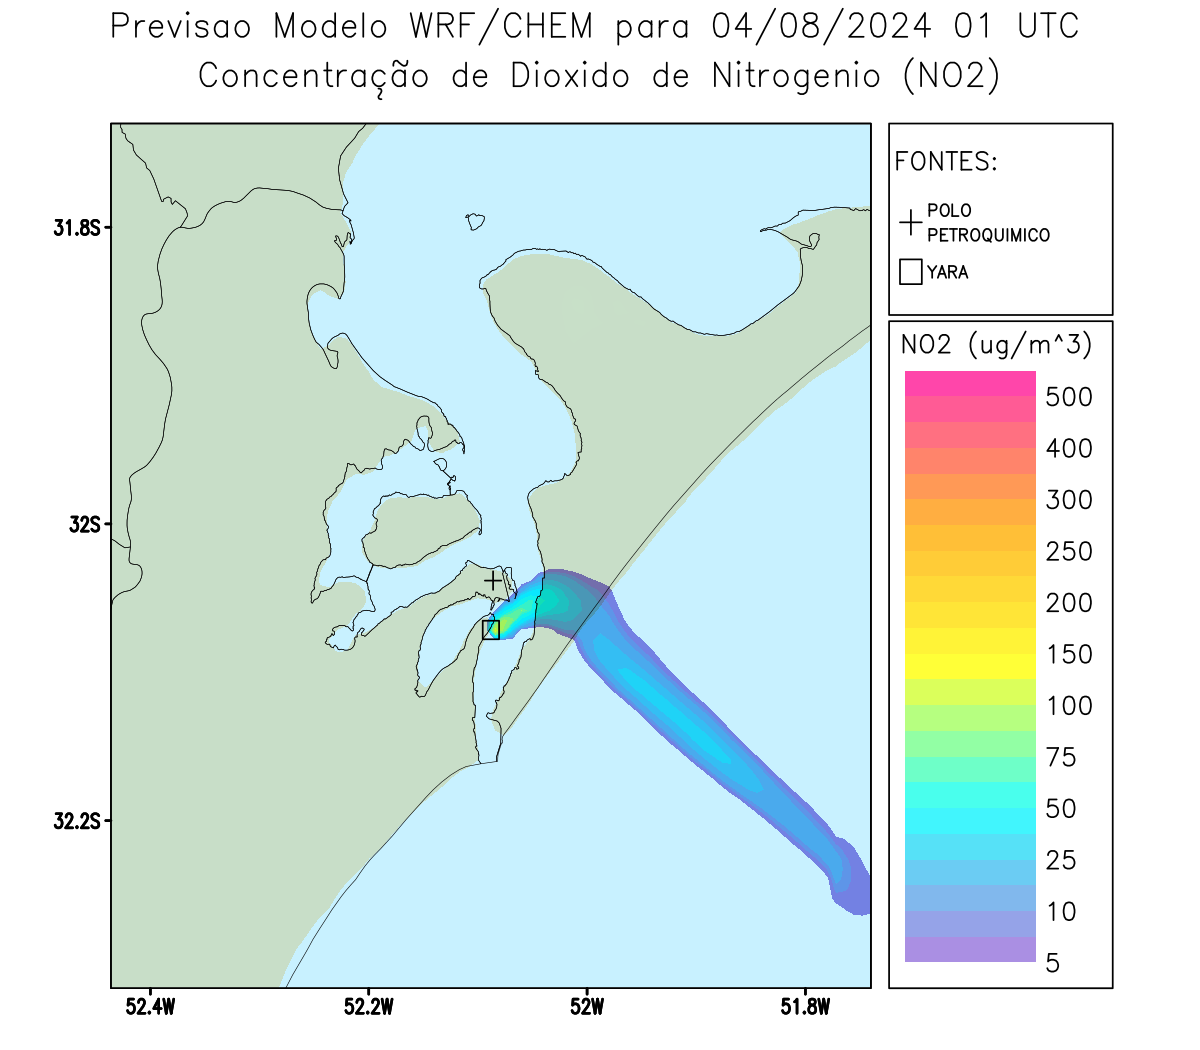 Previsao Modelo WRF/CHEM para 04/08/2024 01 UTC
Concentração de Dioxido de Nitrogenio (NO2)
FONTES:
POLO
PETROQUIMICO
YARA
NO2 (ug/m^3)
500
400
300
250
200
150
100
75
50
25
10
5
31.8S
32S
32.2S
52.4W
52.2W
52W
51.8W